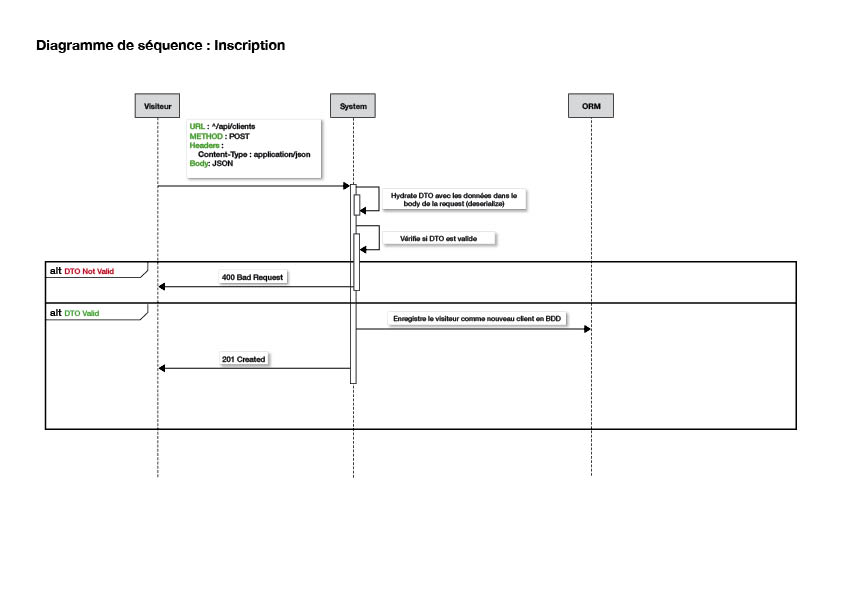 Diagramme de séquence : Inscription
Visiteur
System
ORM
URL : ^/api/clients
METHOD : POST
Headers :
Content-Type : application/json
Body: JSON
Hydrate DTO avec les données dans le
body de la request (deserialize)
Vérifie si DTO est valide
alt DTO Not Valid
400 Bad Request
alt DTO Valid
Enregistre le visiteur comme nouveau client en BDD
201 Created